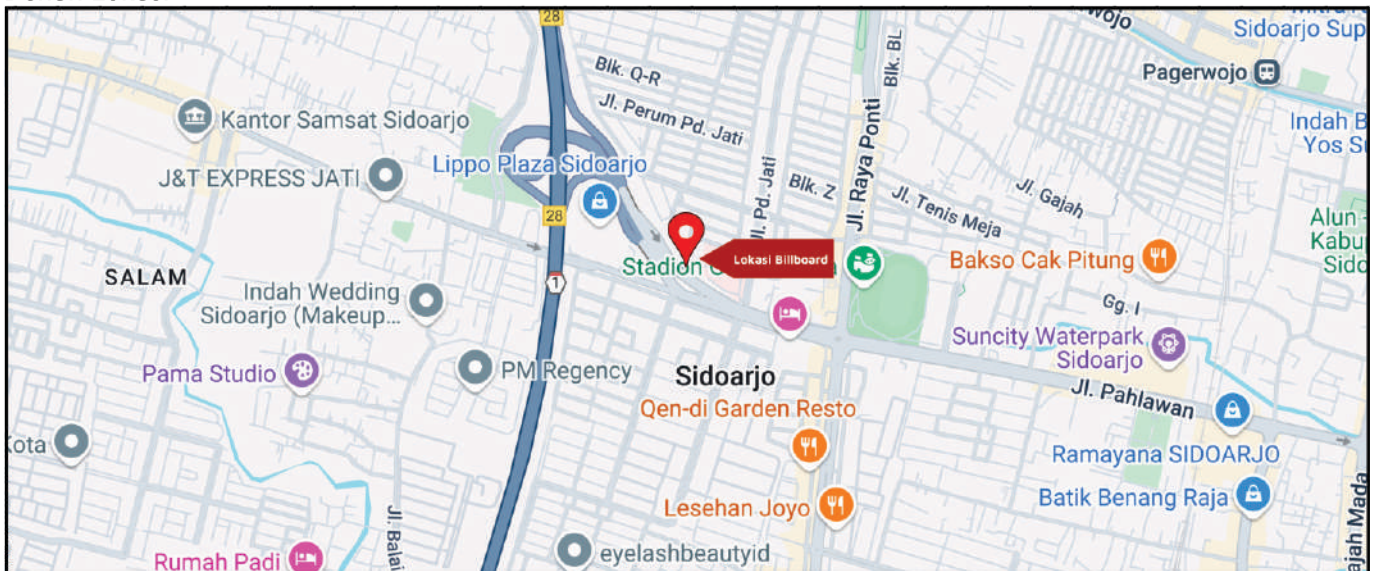 28
wojo
Sidoarjo Sup
Pagerwojo
Blk. Q-R
Blk. BL
Jl. Perum Pd. Jati
Kantor Samsat Sidoarjo
Indah B
Yos S
Lippo Plaza Sidoarjo
J&T EXPRESS JATI
Jl. Pd. Jati
Blk. Z
Jl. Raya Ponti
Jl. Tenis Meja
Jl. Gajah
28
Alun -
Kabu
Sido
Lokasi Billboard
Stadion
Bakso Cak Pitung
SALAM
1
Indah Wedding
Sidoarjo (Makeup...
Gg. I
Suncity Waterpark
Sidoarjo
Pama Studio
PM Regency
Sidoarjo
Jl. Pahlawan
Qen-di Garden Resto
Kota
Ramayana SIDOARJO
Batik Benang Raja
Lesehan Joyo
Jl. Balai
ajah Mada
eyelashbeautyid
Rumah Padi